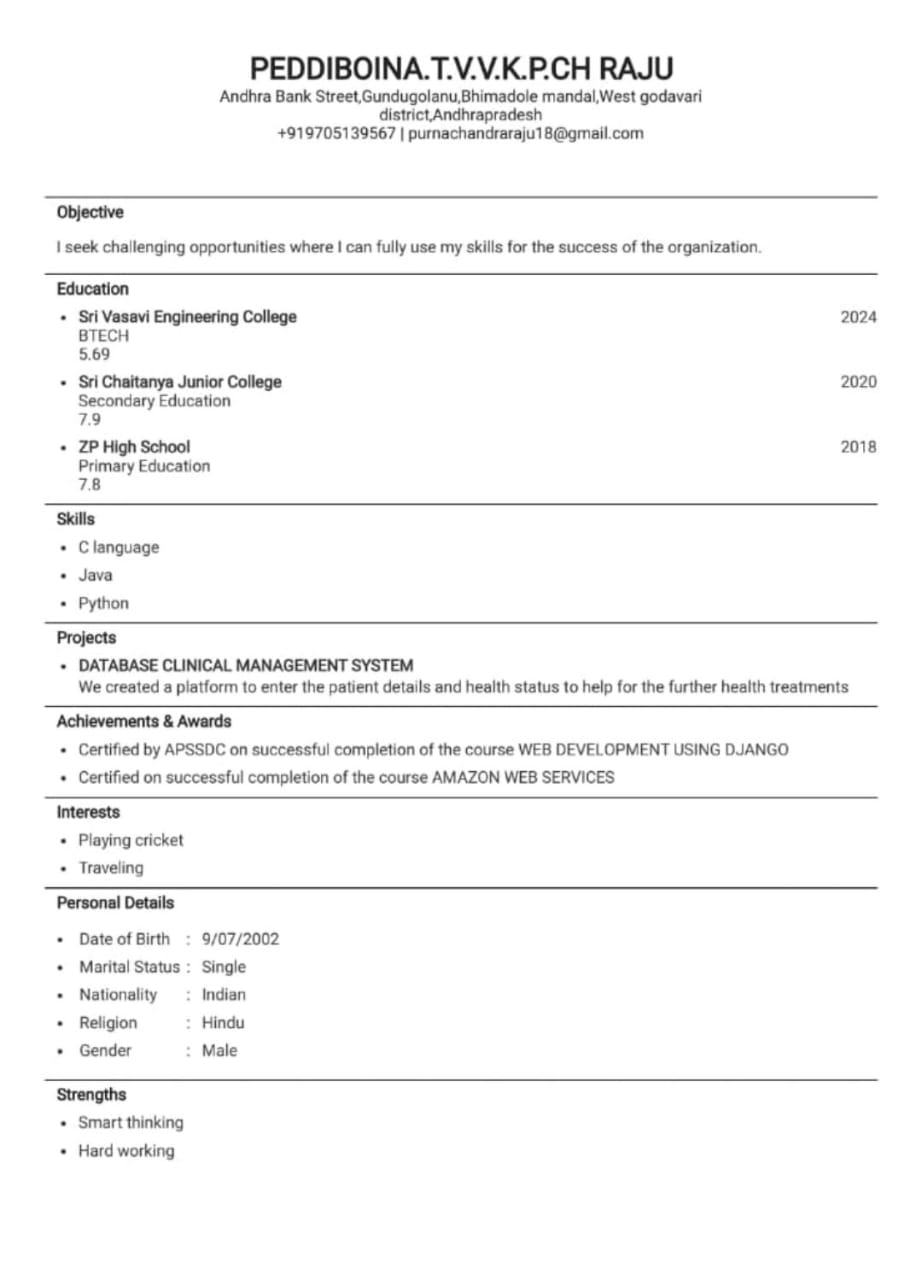 PEDDIBOINA.T.V.V.K.P.CH RAJU
Andhra Bank Street,Gundugolanu,Bhimadole mandal,West godavari
district,Andhrapradesh
+919705139567 | purnachandraraju18@gmail.com
Objective
I seek challenging opportunities where I can fully use my skills for the success of the organization.
Education
• Sri Vasavi Engineering College 2024
BTECH
5.69
• Sri Chaitanya Junior College 2020
Secondary Education
7.9
• ZP High School 2018
Primary Education
7.8
Skills
• C language
• Java
• Python
Projects
• DATABASE CLINICAL MANAGEMENT SYSTEM
We created a platform to enter the patient details and health status to help for the further health treatments
Achievements & Awards
• Certified by APSSDC on successful completion of the course WEB DEVELOPMENT USING DJANGO
• Certified on successful completion of the course AMAZON WEB SERVICES
Interests
• Playing cricket
• Traveling
Personal Details
• Date of Birth : 9/07/2002
• Marital Status : Single
• Nationality : Indian
• Religion : Hindu
• Gender : Male
Strengths
• Smart thinking
• Hard working